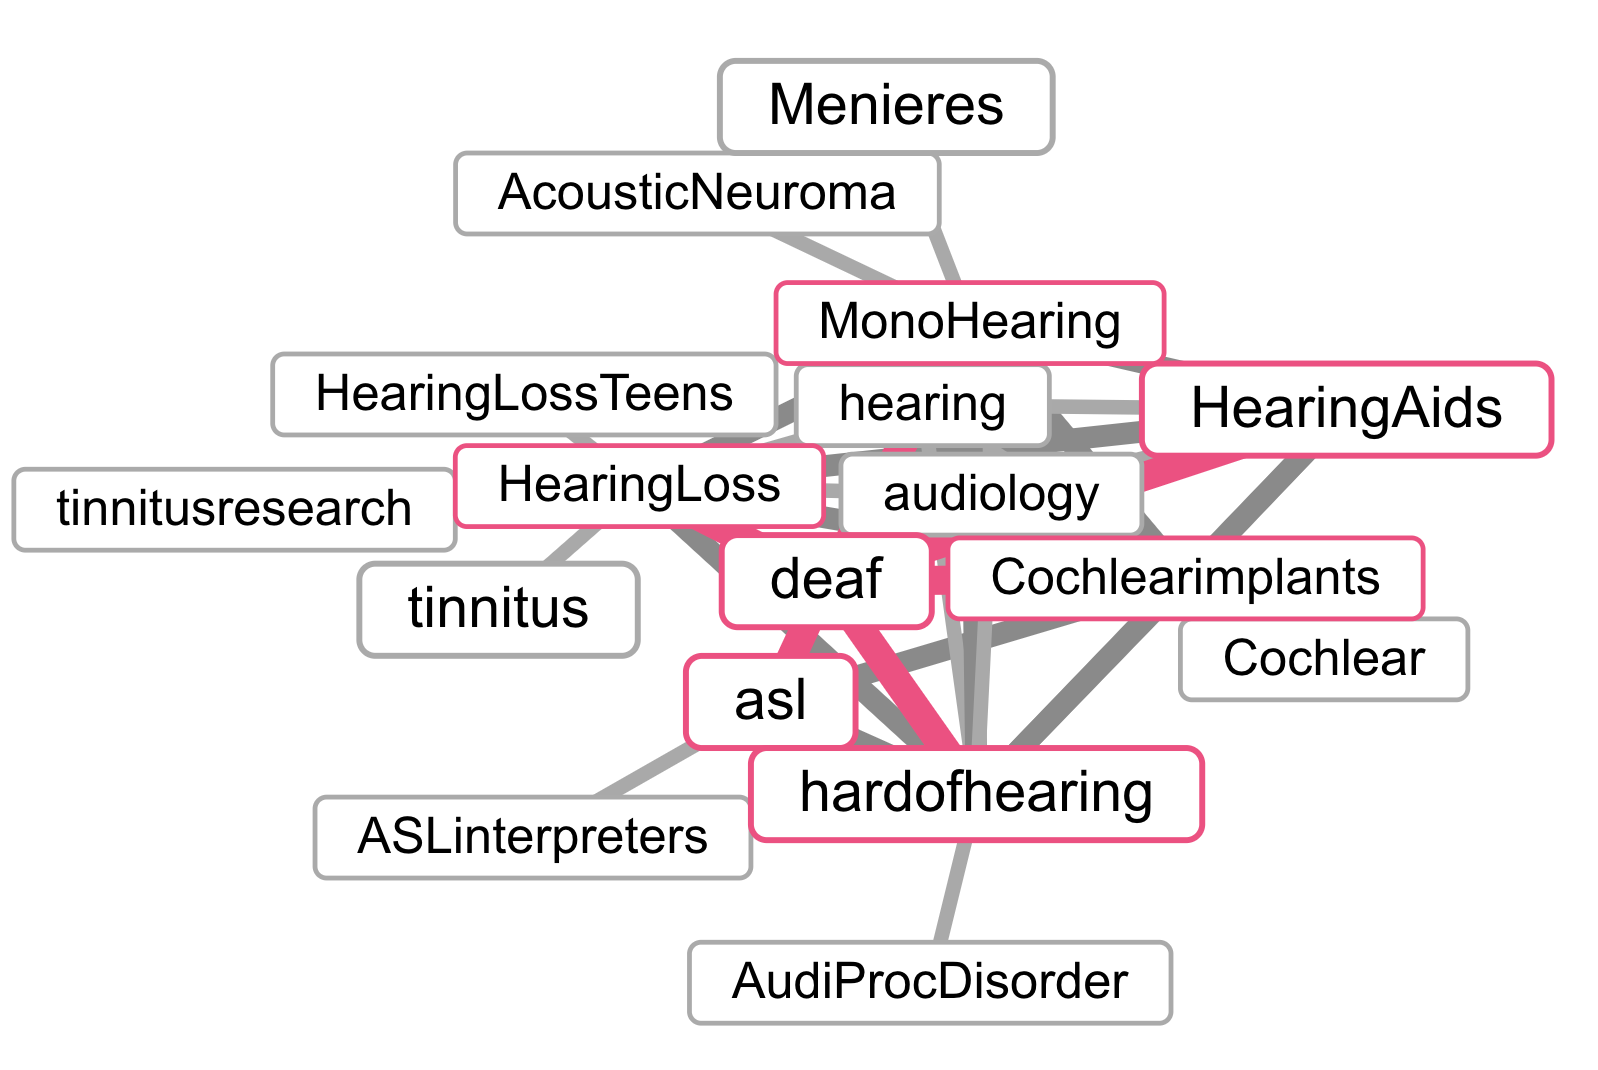 Menieres
AcousticNeuroma
MonoHearing
HearingLossTeens
hearing
HearingAids
HearingLoss
audiology
tinnitusresearch
deaf
Cochlearimplants
tinnitus
Cochlear
asl
hardofhearing
ASLinterpreters
AudiProcDisorder